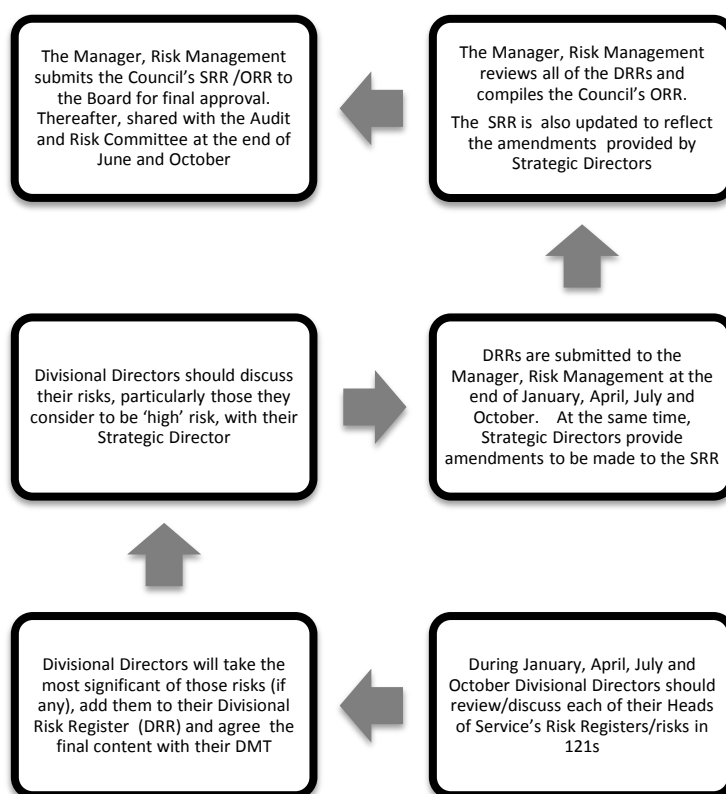 The Manager, Risk Management
submits the Council's SRR /ORR to
the Board for final approval.
Thereafter, shared with the Audit
and Risk Committee at the end of
June and October
The Manager, Risk Management
reviews all of the DRRs and
compiles the Council's ORR.
The SRR is also updated to reflect
the amendments provided by
Strategic Directors
Divisional Directors should discuss
their risks, particularly those they
consider to be 'high' risk, with their
Strategic Director
DRRs are submitted to the
Manager, Risk Management at the
end of January, April, July and
October. At the same time,
Strategic Directors provide
amendments to be made to the SRR
Divisional Directors will take the
most significant of those risks (if
any), add them to their Divisional
Risk Register (DRR) and agree the
final content with their DMT
During January, April, July and
October Divisional Directors should
review/discuss each of their Heads
of Service's Risk Registers/risks in
121s